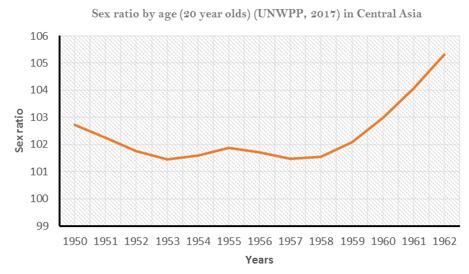 Sex ratio by age (20 year olds) (UNWPP, 2017) in Central Asia
106
105
104
103
102
101
100
99
Sex ratio
1950 1951 1952 1953 1954 1955 1956 1957 1958 1959 1960 1961 1962
Years